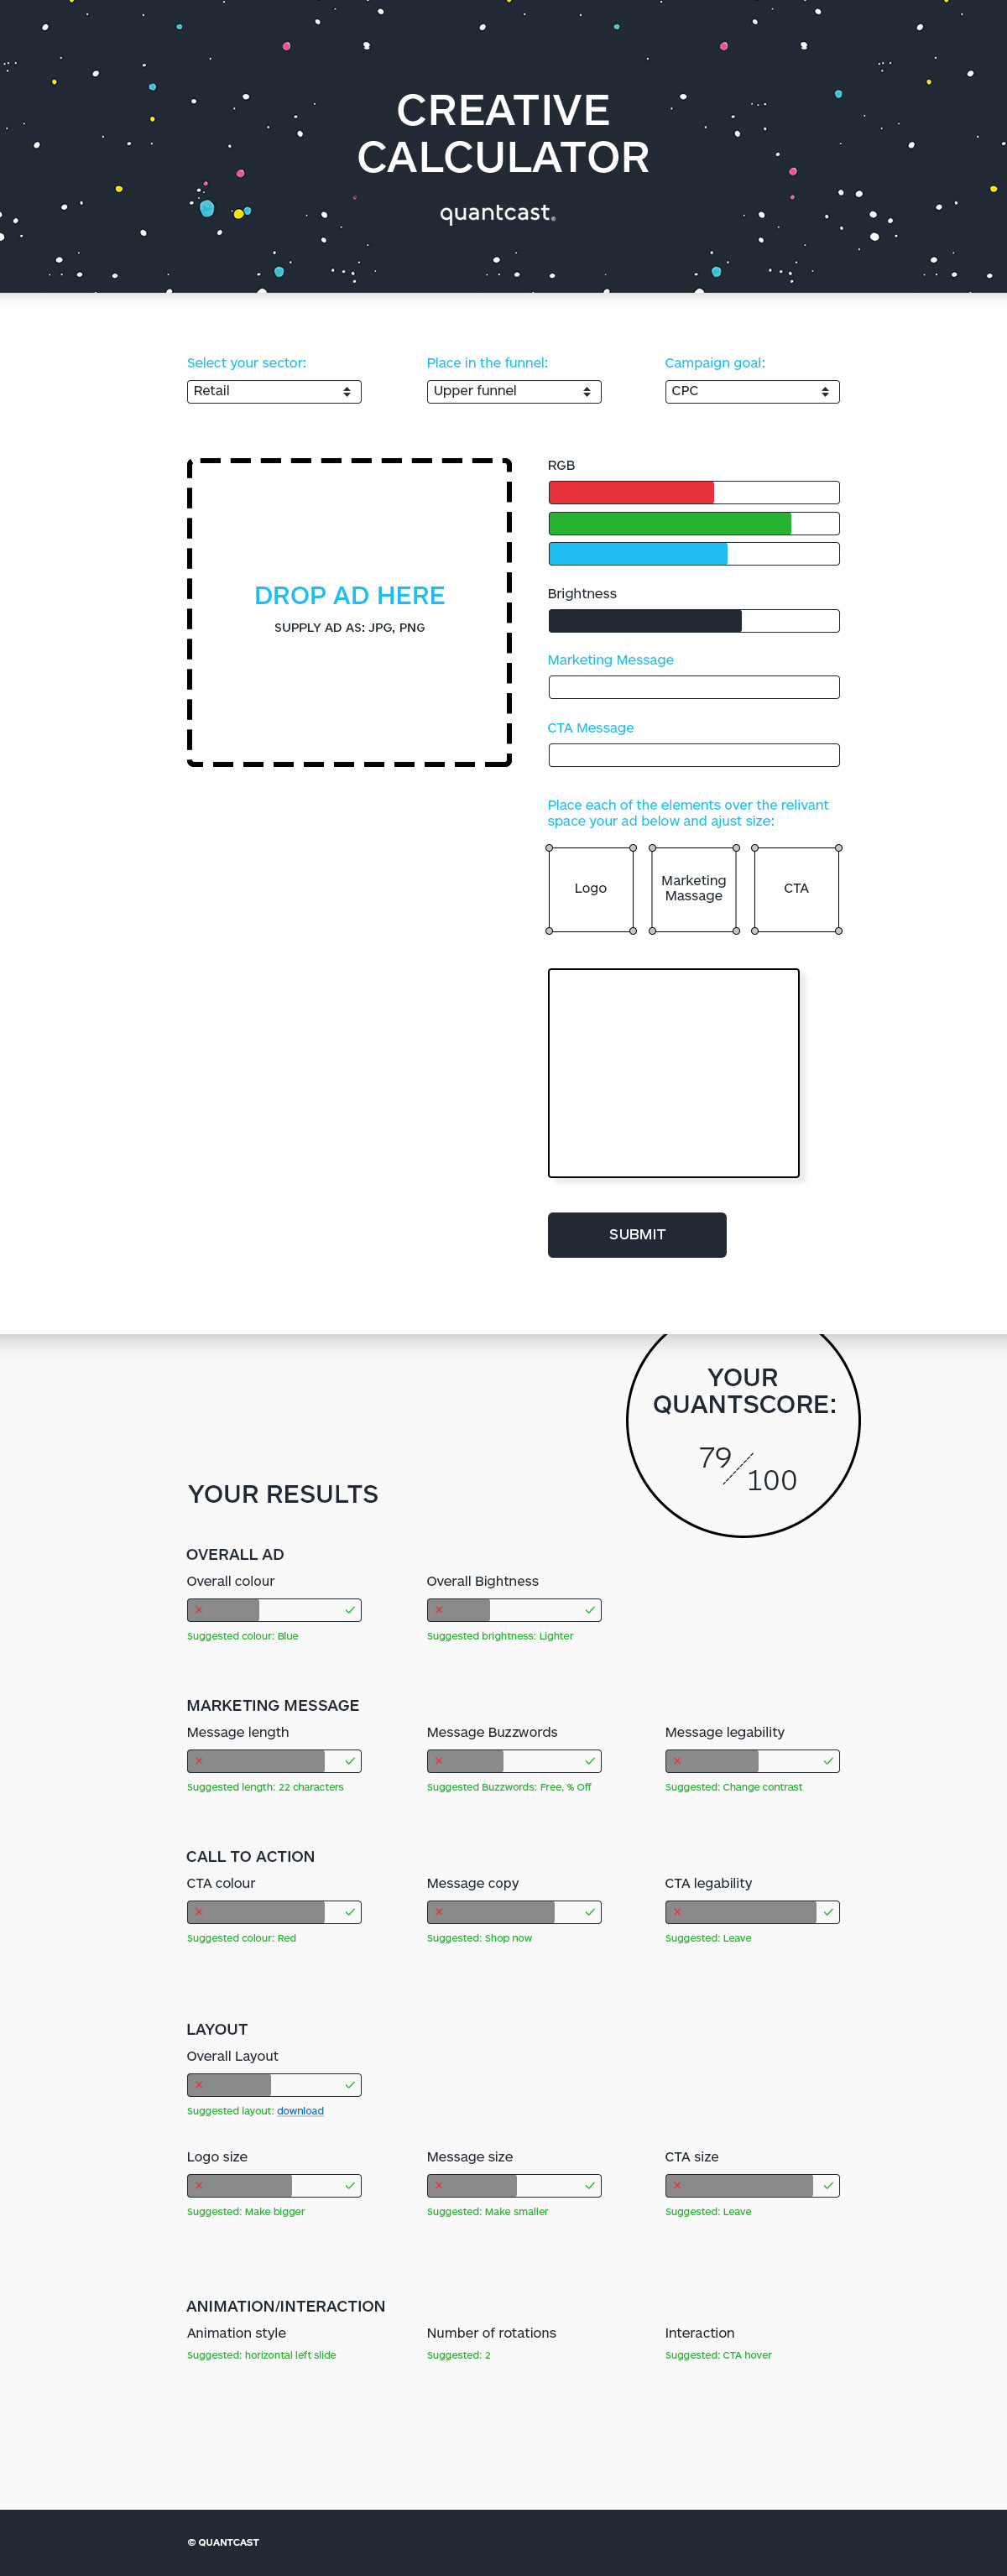 CREATIVE
CALCULATOR
quantcast.
Select your sector:
Place in the funnel:
Campaign goal:
Retail
Upper funnel
CPC
DROP AD HERE
SUPPLY AD AS: JPG, PNG
RGB
Brightness
Marketing Message
CTA Message
Place each of the elements over the relivant
space your ad below and ajust size:
Logo
Marketing
Massage
CTA
SUBMIT
YOUR
QUANTSCORE:
79/100
YOUR RESULTS
OVERALL AD
Overall colour
Overall Bightness
Suggested colour: Blue
Suggested brightness: Lighter
MARKETING MESSAGE
Message length
Message Buzzwords
Message legability
Suggested length: 22 characters
Suggested Buzzwords: Free, % Off
Suggested: Change contrast
CALL TO ACTION
CTA colour
Message copy
CTA legability
Suggested colour: Red
Suggested: Shop now
Suggested: Leave
LAYOUT
Overall Layout
Suggested layout: download
Logo size
Message size
CTA size
Suggested: Make bigger
Suggested: Make smaller
Suggested: Leave
ANIMATION/INTERACTION
Animation style
Number of rotations
Interaction
Suggested: horizontal left slide
Suggested: 2
Suggested: CTA hover
© QUANTCAST